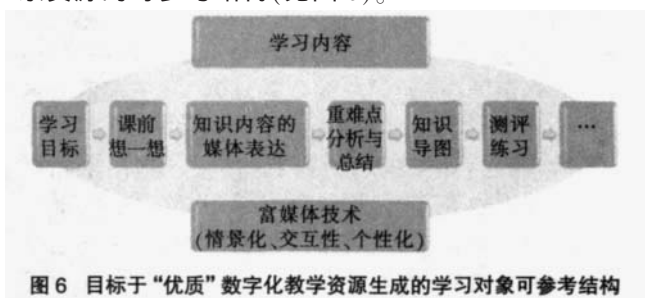 学习内容
学习目标
课前想一想
知识内容的媒体表达
重难点分析与总结
知识导图
测评练习
…
富媒体技术
(情景化、交互性、个性化)
图6 目标于“优质”数字化教学资源生成的学习对象可参考结构